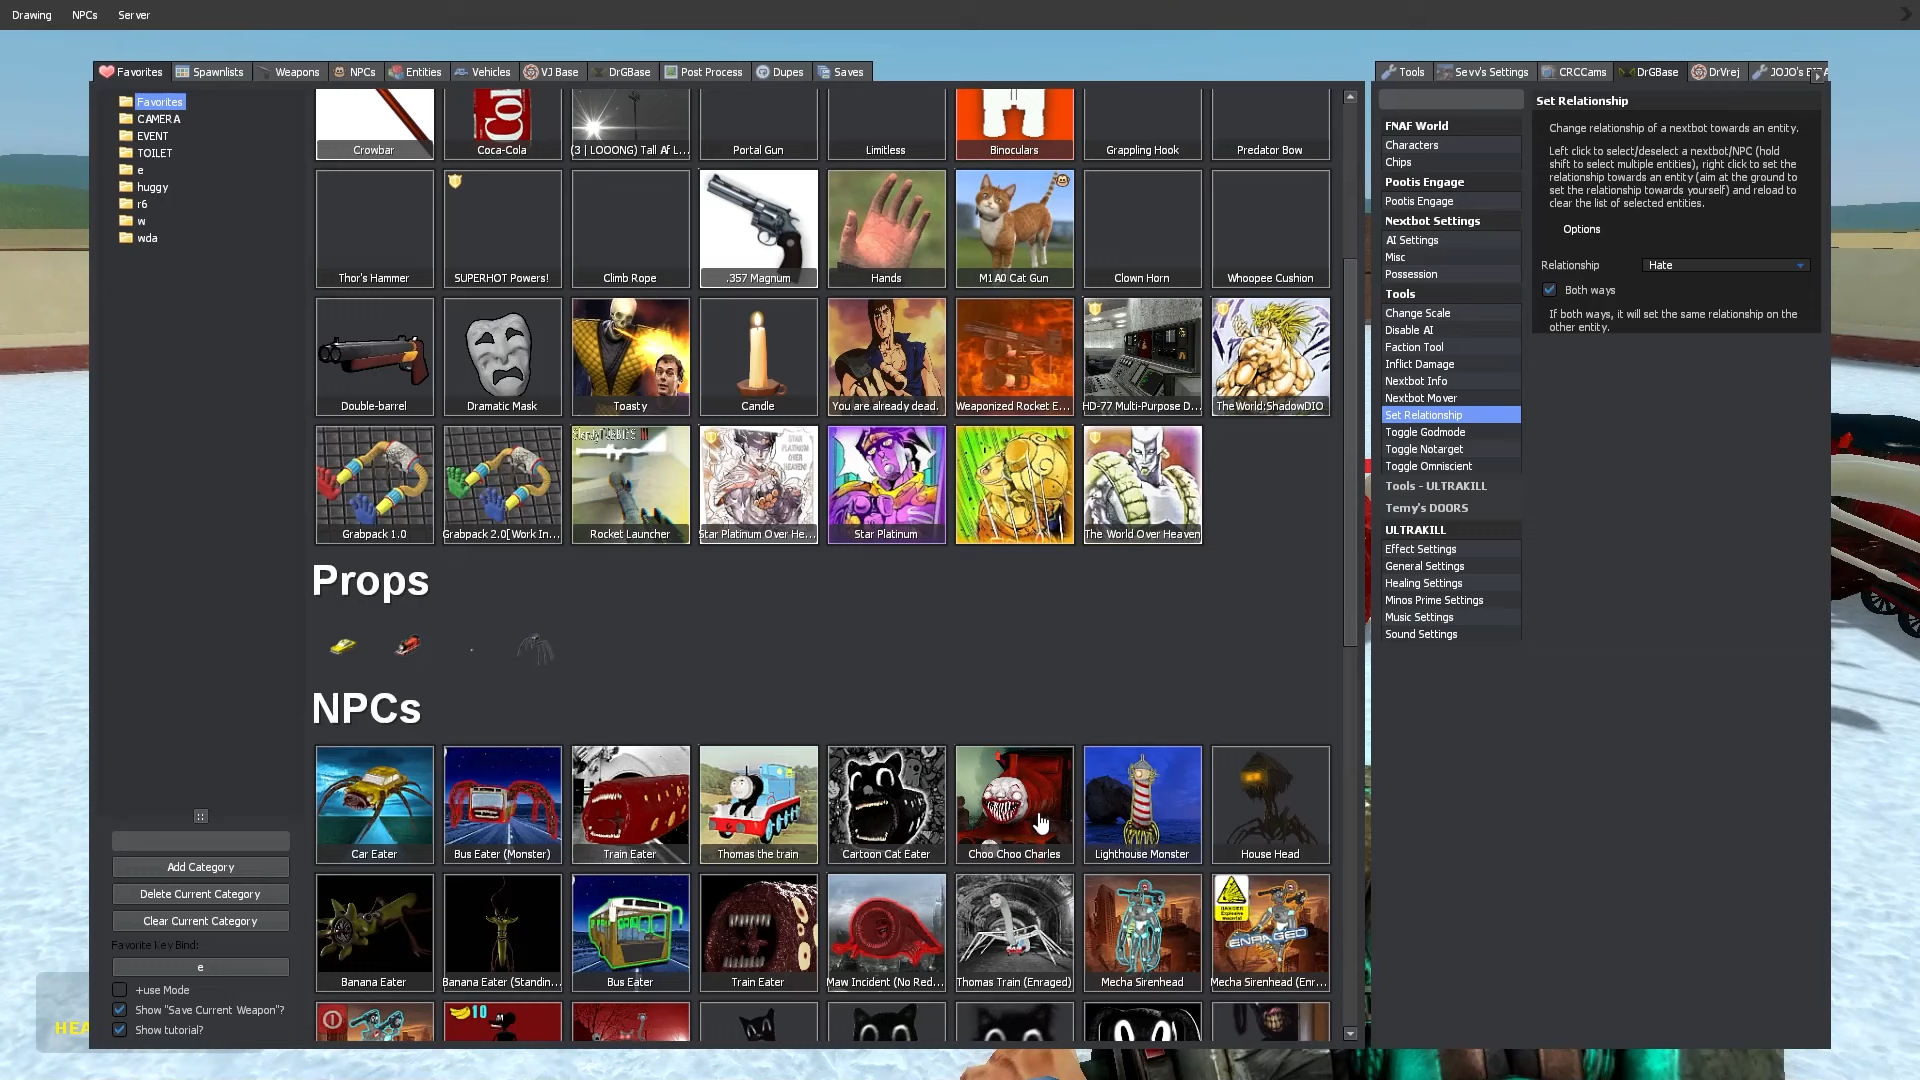 Drawing NPCs Server
Favorites Spawnlists Weapons NPCs Entities Vehicles VJ Base DrGBase Post Process Dupes Saves
Tools Sevv's Settings CRCCams DrGBase DrVrej
Favorites
CAMERA
EVENT
TOILET
e
huggy
r6
w
wda
Add Category
Delete Current Category
Clear Current Category
Favorite Key Bind:
e
+use Mode
Show "Save Current Weapon"?
Show tutorial?
HEA
Crowbar Coca-Cola (3 | LOOONG) Tall Af L... Portal Gun Limitless Binoculars Grappling Hook Predator Bow
Thor's Hammer SUPERHOT Powers! Climb Rope .357 Magnum Hands M1A0 Cat Gun Clown Horn Whoopee Cushion
Double-barrel Dramatic Mask Toasty Candle You are already dead. Weaponized Rocket E... HD-77 Multi-Purpose D... TheWorld:ShadowDIO
Grabpack 1.0 Grabpack 2.0[Work In... Rocket Launcher Star Platinum Over He... Star Platinum The World Over Heaven
STAR
PLATINUM
OVER
HEAVEN
Props
NPCs
Car Eater Bus Eater (Monster) Train Eater Thomas the train Cartoon Cat Eater Choo Choo Charles Lighthouse Monster House Head
DANGER
ENRAGED
Banana Eater Banana Eater (Standin... Bus Eater Train Eater Maw Incident (No Red... Thomas Train (Enraged) Mecha Sirenhead Mecha Sirenhead (Enr...
10
FNAF World
Characters
Chips
Pootis Engage
Pootis Engage
Nextbot Settings
AI Settings
Misc
Possession
Tools
Change Scale
Disable AI
Faction Tool
Inflict Damage
Nextbot Info
Nextbot Mover
Set Relationship
Toggle Godmode
Toggle Notarget
Toggle Omniscient
Tools - ULTRAKILL
Temy's DOORS
ULTRAKILL
Effect Settings
General Settings
Healing Settings
Minos Prime Settings
Music Settings
Sound Settings
Set Relationship
Change relationship of a nextbot towards an entity.
Left click to select/deselect a nextbot/NPC (hold
shift to select multiple entities), right click to set the
relationship towards an entity (aim at the ground to
set the relationship towards yourself) and reload to
clear the list of selected entities.
Options
Relationship Hate
Both ways
If both ways, it will set the same relationship on the
other entity.